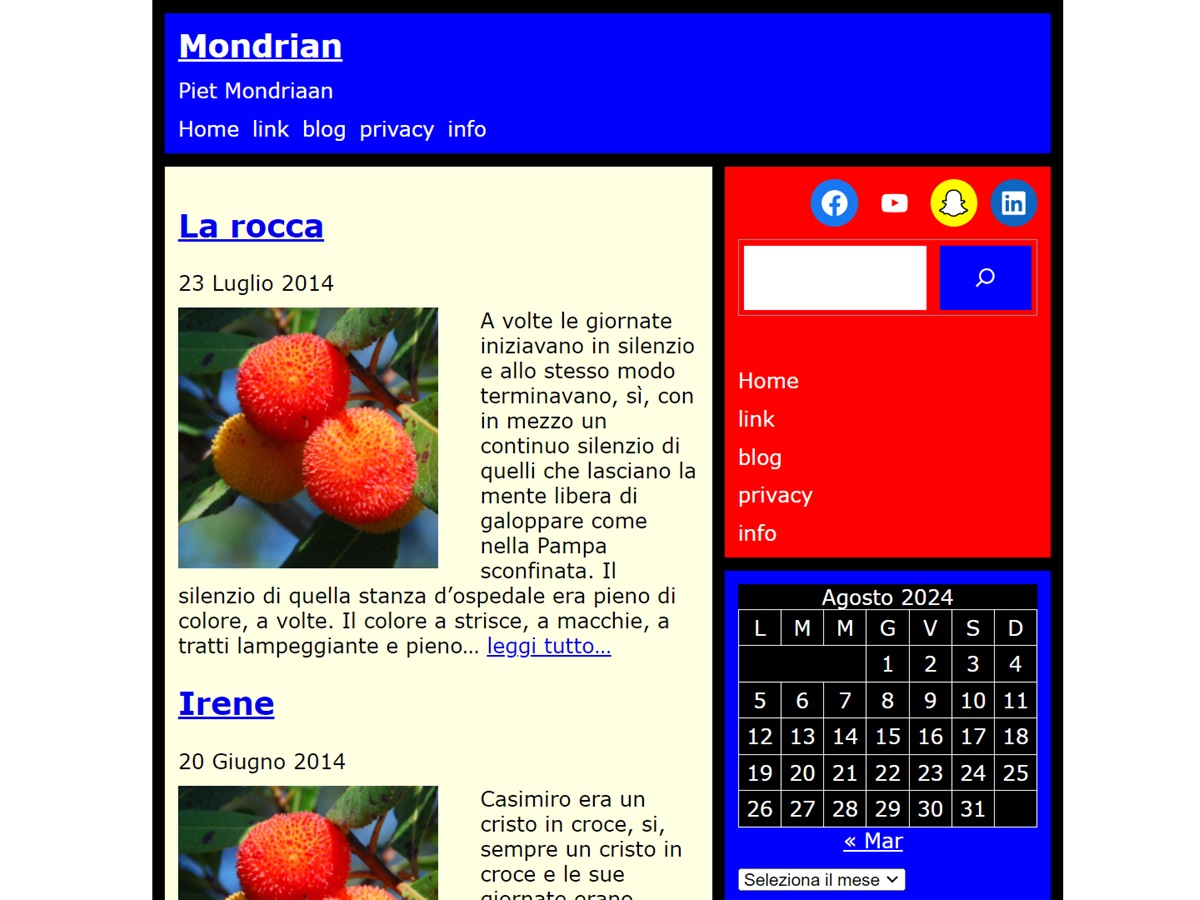 Mondrian
Piet Mondriaan
Home link blog privacy info
La rocca
23 Luglio 2014
A volte le giornate
iniziavano in silenzio
e allo stesso modo
terminavano, sì, con
in mezzo un
continuo silenzio di
quelli che lasciano la
mente libera di
galoppare come
nella Pampa
sconfinata. Il
silenzio di quella stanza d’ospedale era pieno di
colore, a volte. Il colore a strisce, a macchie, a
tratti lampeggiante e pieno... leggi tutto...
Irene
20 Giugno 2014
Casimiro era un
cristo in croce, si,
sempre un cristo in
croce e le sue
giornate erano
in
Home
link
blog
privacy
info
Agosto 2024
L M M G V S D
1 2 3 4
5 6 7 8 9 10 11
12 13 14 15 16 17 18
19 20 21 22 23 24 25
26 27 28 29 30 31
« Mar
Seleziona il mese